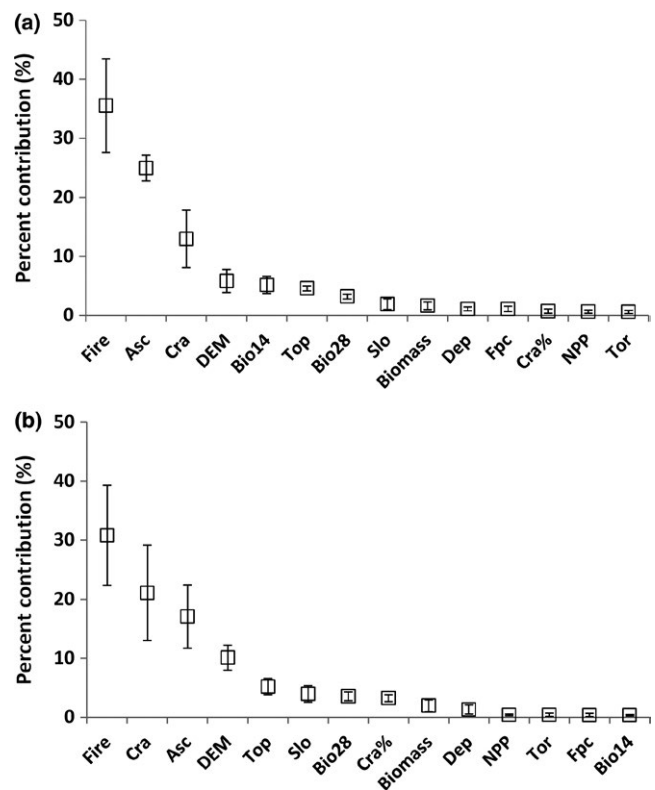 (a)
Percent contribution (%)
50
40
30
20
10
0
Fire Asc Cra DEM Bio14 Top Bio28 Slo Biomass Dep Fpc Cra% NPP Tor
(b)
Percent contribution (%)
50
40
30
20
10
0
Fire Cra Asc DEM Top Slo Bio28 Cra% Biomass Dep NPP Tor Fpc Bio14